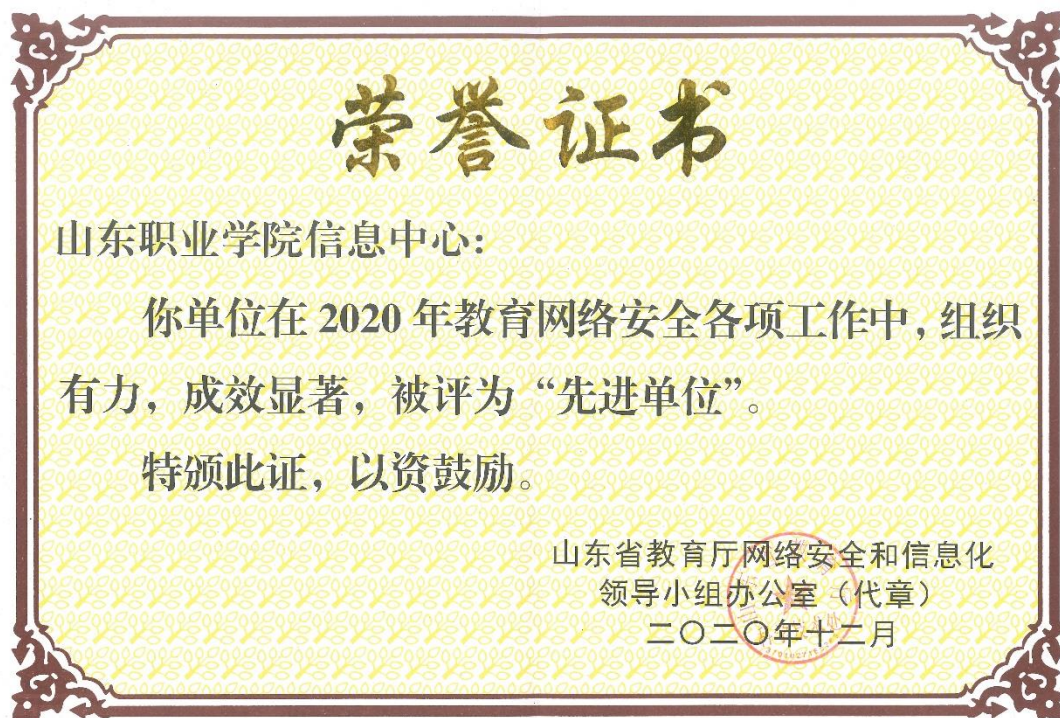 荣誉证书
山东职业学院信息中心：
你单位在 2020 年教育网络安全各项工作中，组织
有力，成效显著，被评为“先进单位”。
特颁此证，以资鼓励。
山东省教育厅网络安全和信息化
领导小组办公室（代章）
二〇二〇年十二月